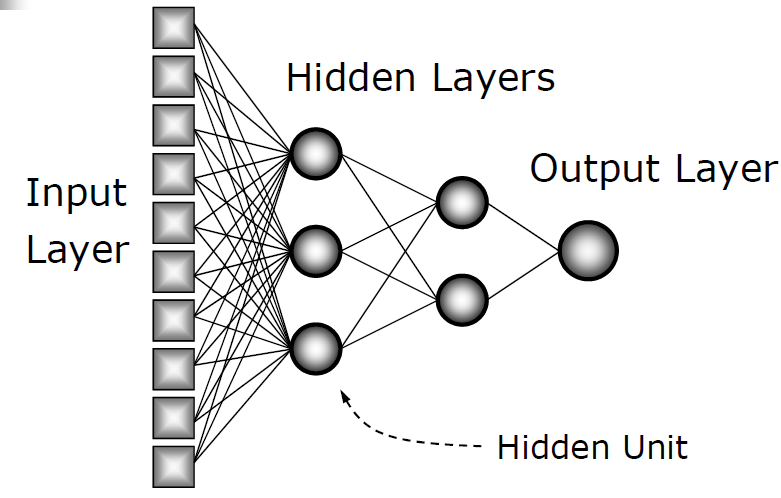 Hidden Layers
Output Layer
Input
Layer
Hidden Unit